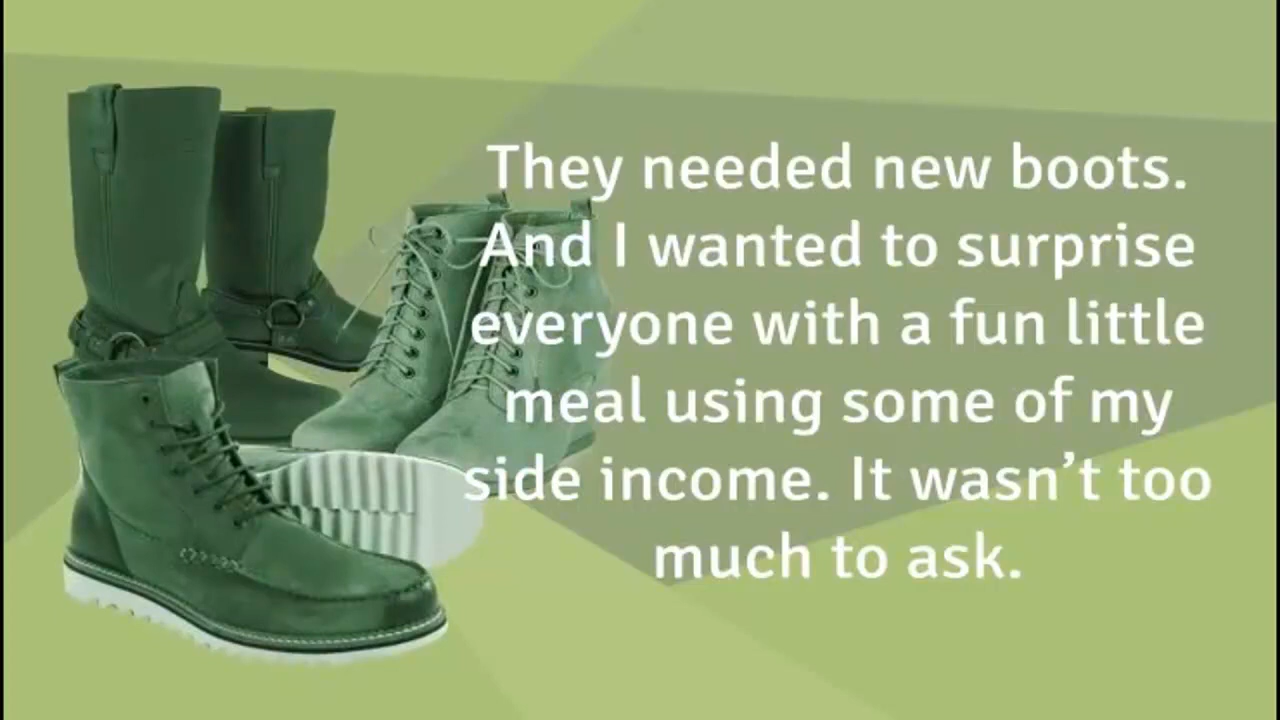 They needed new boots.
And I wanted to surprise
everyone with a fun little
meal using some of my
side income. It wasn’t too
much to ask.